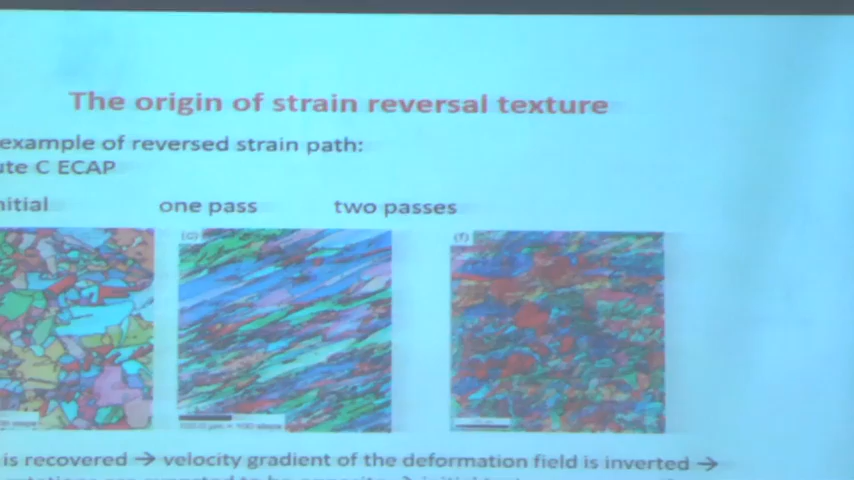 The origin of strain reversal texture
example of reversed strain path:
ute C ECAP
nitial one pass two passes
(c) (f)
is recovered → velocity gradient of the deformation field is inverted →